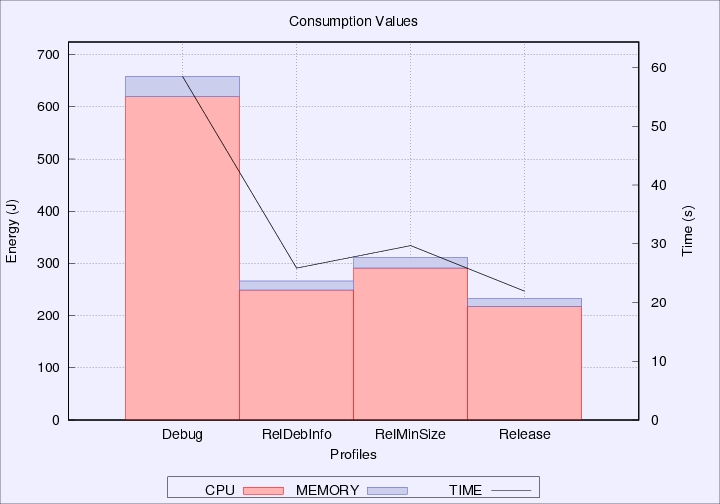 Consumption Values
700
600
500
400
300
200
100
0
Energy (J)
60
50
40
30
20
10
0
Time (s)
Debug RelDebInfo RelMinSize Release
Profiles
CPU MEMORY TIME